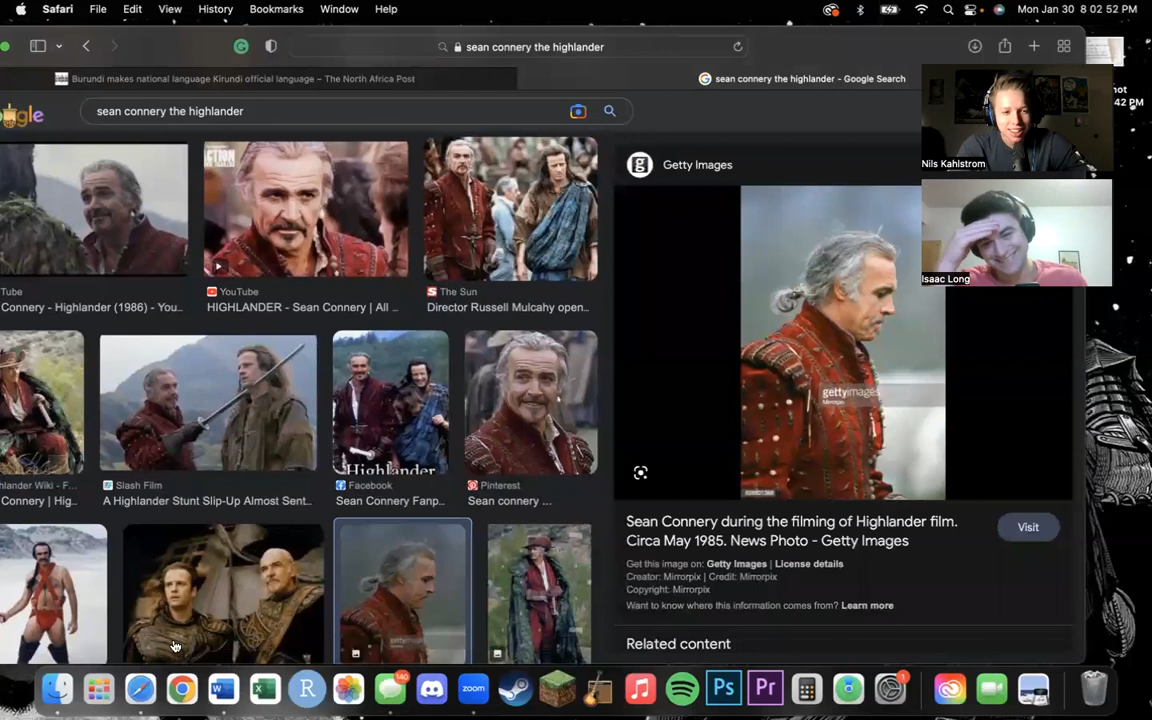 Safari File Edit View History Bookmarks Window Help
Mon Jan 30 8 02 52 PM
sean connery the highlander
Burundi makes national language Kirundi official language – The North Africa Post
sean connery the highlander - Google Search
sean connery the highlander
Getty Images
Nils Kahlstrom
Isaac Long
YouTube
The Sun
Connery - Highlander (1986) - You...
HIGHLANDER - Sean Connery | All ...
Director Russell Mulcahy open...
gettyimages
Mirrorpix
Highlander
Slash Film
Facebook
Pinterest
Connery | Hig...
A Highlander Stunt Slip-Up Almost Sent...
Sean Connery Fanp...
Sean connery ...
Sean Connery during the filming of Highlander film.
Circa May 1985. News Photo - Getty Images
Visit
Get this image on: Getty Images | License details
Creator: Mirrorpix | Credit: Mirrorpix
Copyright: Mirrorpix
Want to know where this information comes from? Learn more
Related content
140
W
X
R
zoom
Ps
Pr
1